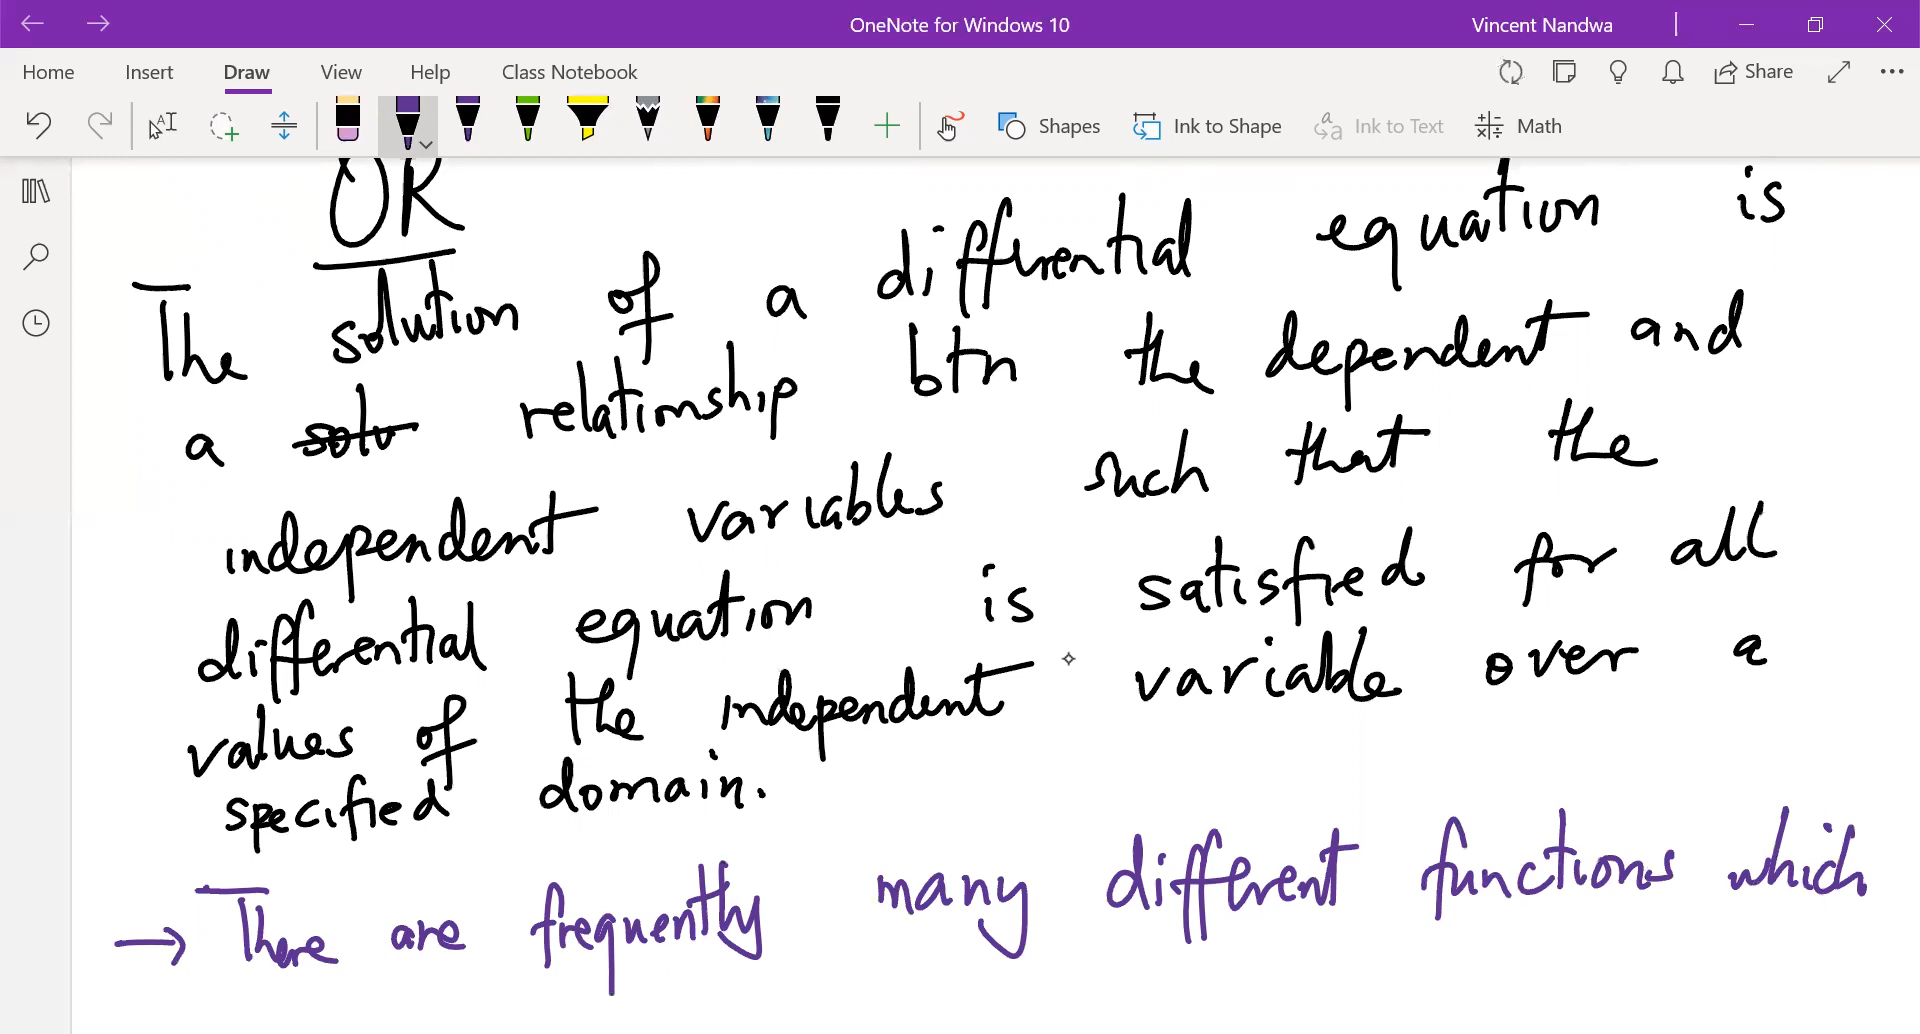 OneNote for Windows 10
Vincent Nandwa
Home Insert Draw View Help Class Notebook Share
Shapes Ink to Shape Ink to Text Math
OR
The solution of a differential equation is
a solv relationship btn the dependent and
independent variables such that the
differential equation is satisfied for all
values of the independent variable over a
specified domain.
→ There are frequently many different functions which